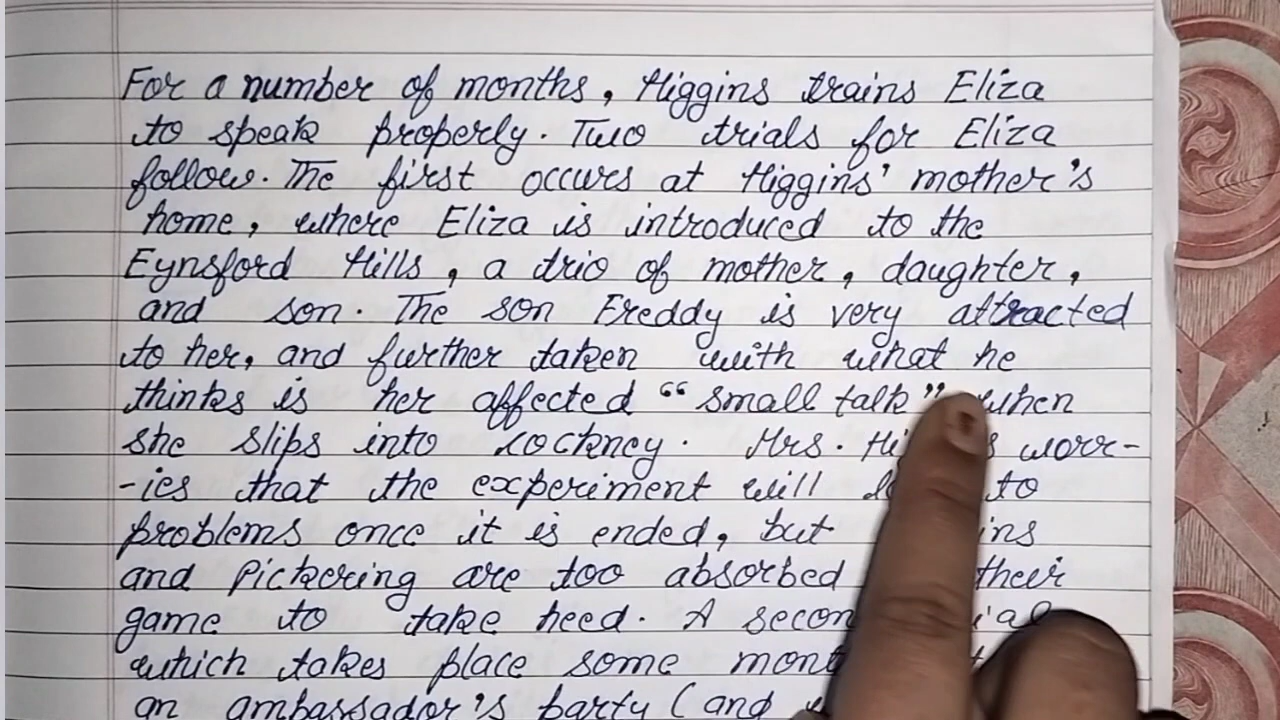 For a number of months, Higgins trains Eliza
to speak properly. Two trials for Eliza
follow. The first occurs at Higgins' mother's
home, where Eliza is introduced to the
Eynsford Hills, a trio of mother, daughter,
and son. The son Freddy is very attracted
to her, and further taken with what he
thinks is her affected "small talk" when
she slips into cockney. Mrs. worr-
-ies that the experiment will to
problems once it is ended, but
and Pickering are too absorbed their
game to take heed. A
which takes place some
an ambassador's party (and